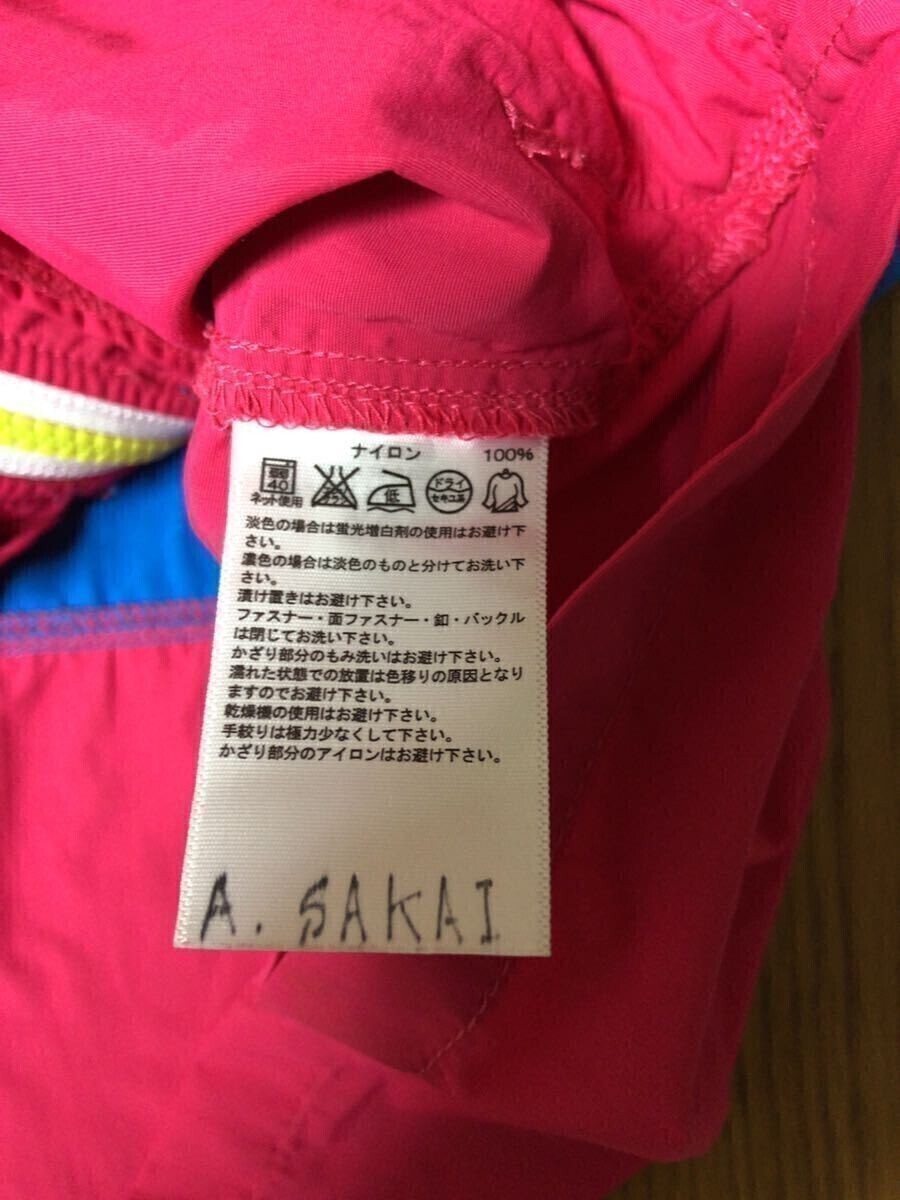 ナイロン 100%
弱 40 エンソ サラシ 低 ドライ セキユ系
ネット使用
淡色の場合は蛍光増白剤の使用はお避け下
さい。
濃色の場合は淡色のものと分けてお洗い下
さい。
漬け置きはお避け下さい。
ファスナー・面ファスナー・釦・バックル
は閉じてお洗い下さい。
かざり部分のもみ洗いはお避け下さい。
濡れた状態での放置は色移りの原因となり
ますのでお避け下さい。
乾燥機の使用はお避け下さい。
手絞りは極力少なくして下さい。
かざり部分のアイロンはお避け下さい。
A. SAKAI